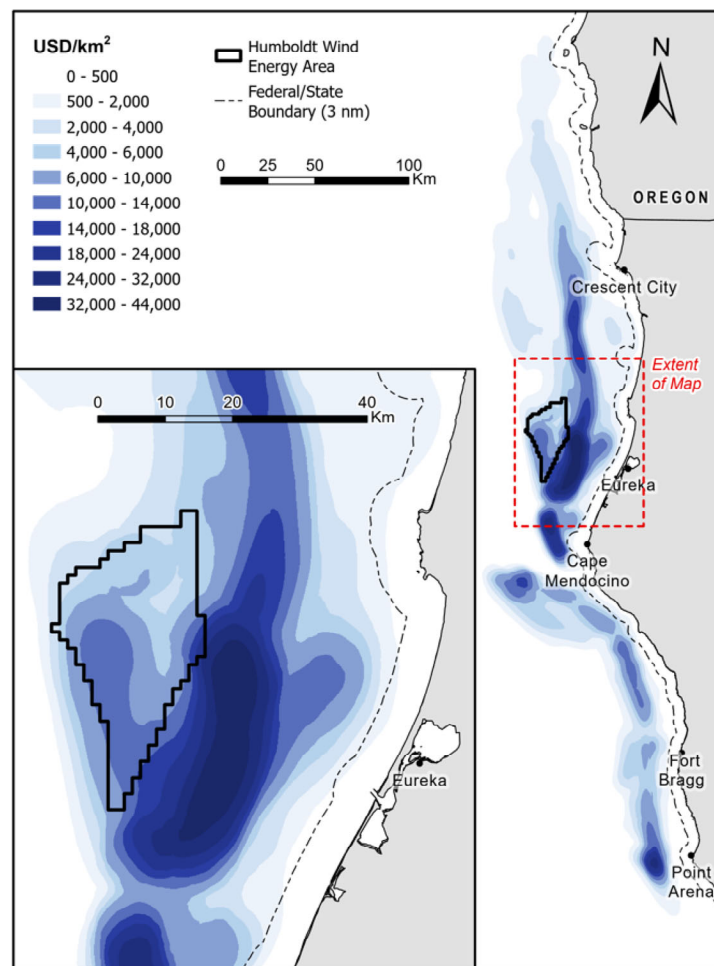 USD/km²
0 - 500
500 - 2,000
2,000 - 4,000
4,000 - 6,000
6,000 - 10,000
10,000 - 14,000
14,000 - 18,000
18,000 - 24,000
24,000 - 32,000
32,000 - 44,000
Humboldt Wind
Energy Area
Federal/State
Boundary (3 nm)
0 25 50 100
Km
N
OREGON
Crescent City
Extent
of Map
Eureka
Cape
Mendocino
Fort
Bragg
Point
Arena
0 10 20 40
Km
Eureka